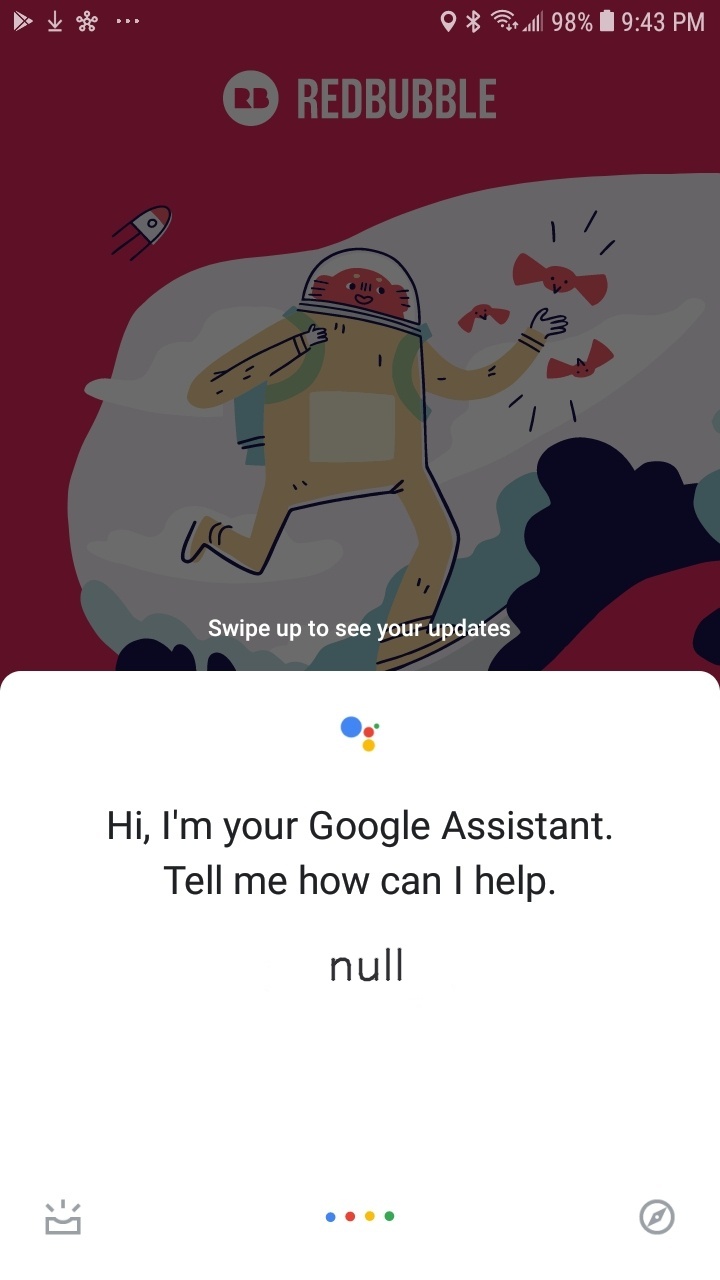 98% 9:43 PM
RB REDBUBBLE
Swipe up to see your updates
Hi, I'm your Google Assistant.
Tell me how can I help.
null